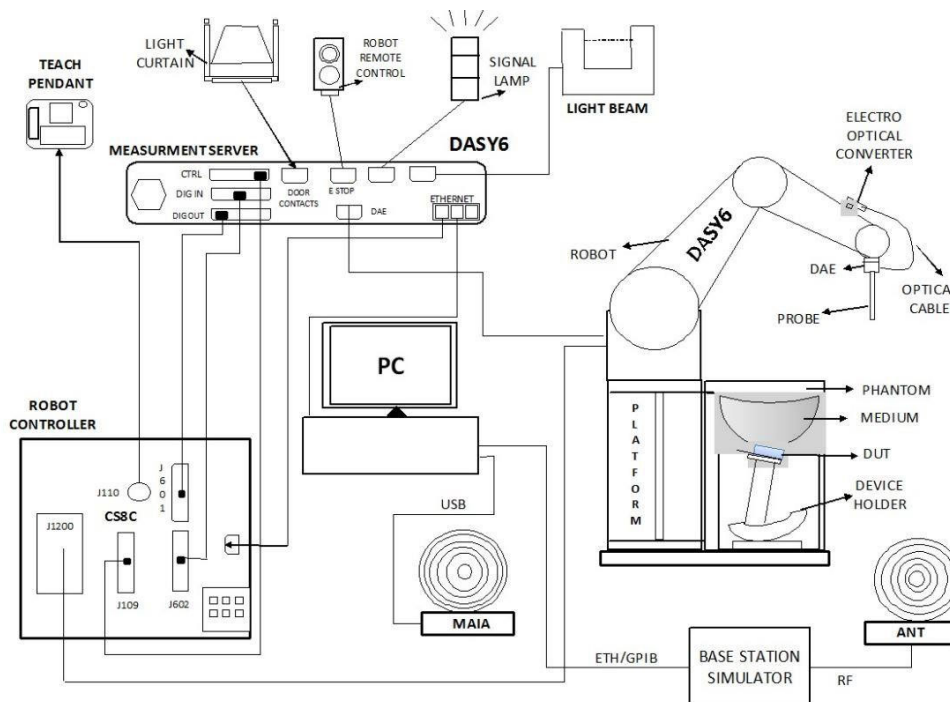 LIGHT
CURTAIN
ROBOT
REMOTE
CONTROL
SIGNAL
LAMP
LIGHT BEAM
TEACH
PENDANT
ELECTRO
OPTICAL
CONVERTER
MEASURMENT SERVER
DASY6
CTRL
DIG IN
DIG OUT
DOOR
CONTACTS
E STOP
DAE
ETHERNET
ROBOT
DASY6
DAE
OPTICAL
CABLE
PROBE
PC
PHANTOM
MEDIUM
DUT
DEVICE
HOLDER
PLATFORM
ROBOT
CONTROLLER
J110
J601
CS8C
J1200
J109
J602
USB
MAIA
ETH/GPIB
BASE STATION
SIMULATOR
RF
ANT